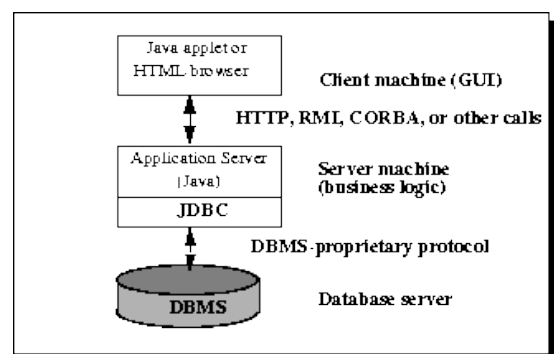 Java applet or
HTML browser
Client machine (GUI)
HTTP, RMI, CORBA, or other calls
Application Server
(Java)
JDBC
Server machine
(business logic)
DBMS-proprietary protocol
DBMS
Database server